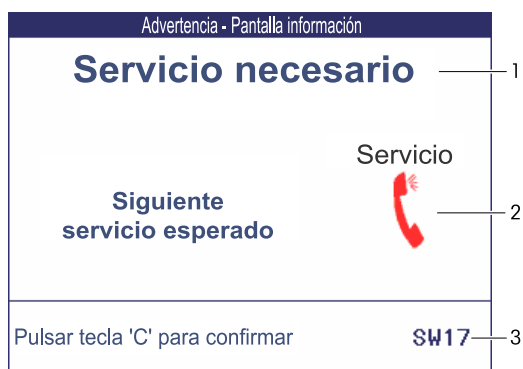 Advertencia - Pantalla información
Servicio necesario
1
Servicio
2
Siguiente
servicio esperado
Pulsar tecla 'C' para confirmar
SW17
3